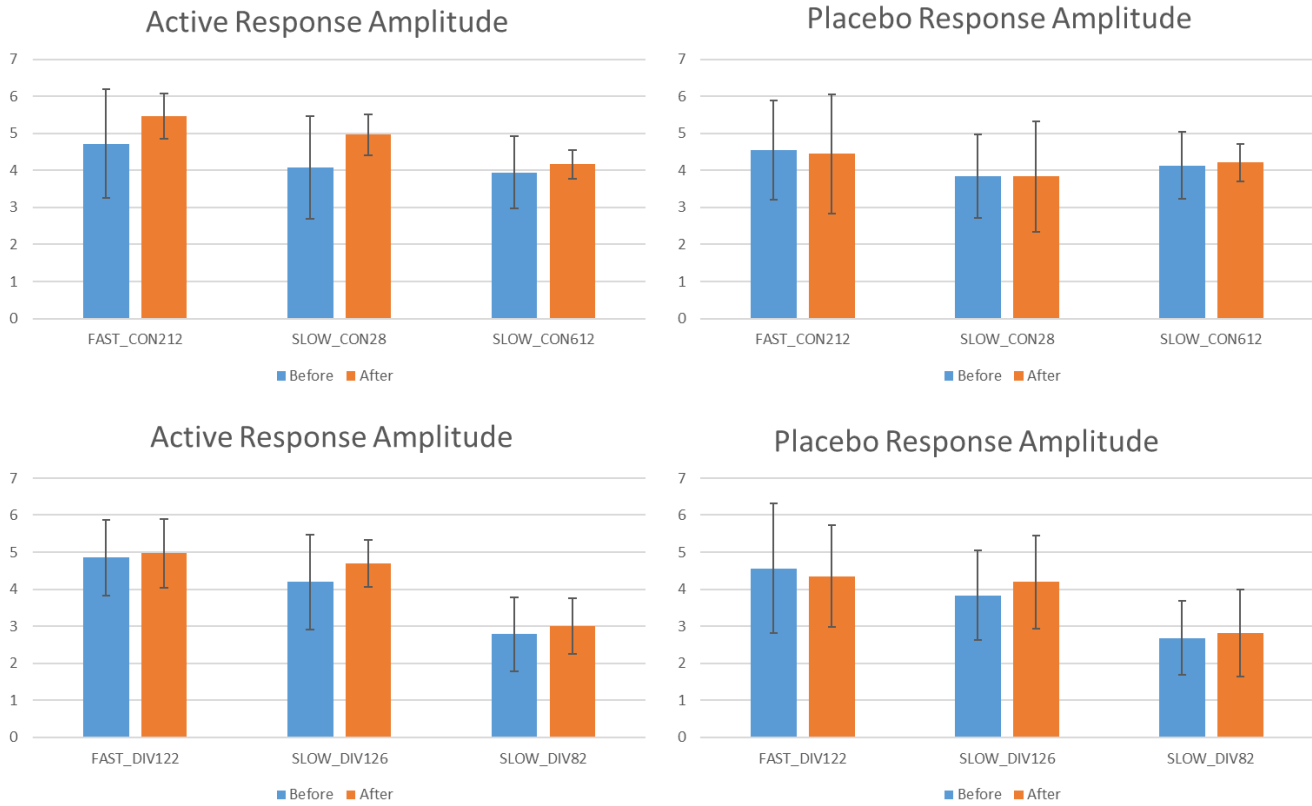 Active Response Amplitude
7
6
5
4
3
2
1
0
FAST_CON212 SLOW_CON28 SLOW_CON612
Before After
Placebo Response Amplitude
7
6
5
4
3
2
1
0
FAST_CON212 SLOW_CON28 SLOW_CON612
Before After
Active Response Amplitude
7
6
5
4
3
2
1
0
FAST_DIV122 SLOW_DIV126 SLOW_DIV82
Before After
Placebo Response Amplitude
7
6
5
4
3
2
1
0
FAST_DIV122 SLOW_DIV126 SLOW_DIV82
Before After